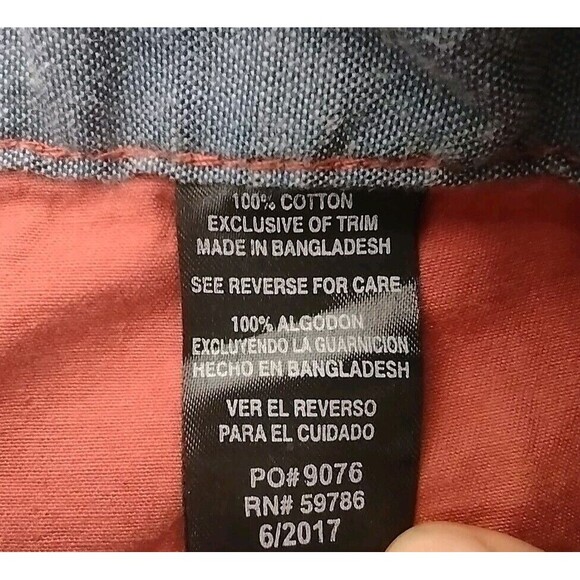 100% COTTON
EXCLUSIVE OF TRIM
MADE IN BANGLADESH
SEE REVERSE FOR CARE
100% ALGODON
EXCLUYENDO LA GUARNICION
HECHO EN BANGLADESH
VER EL REVERSO
PARA EL CUIDADO
PO# 9076
RN# 59786
6/2017